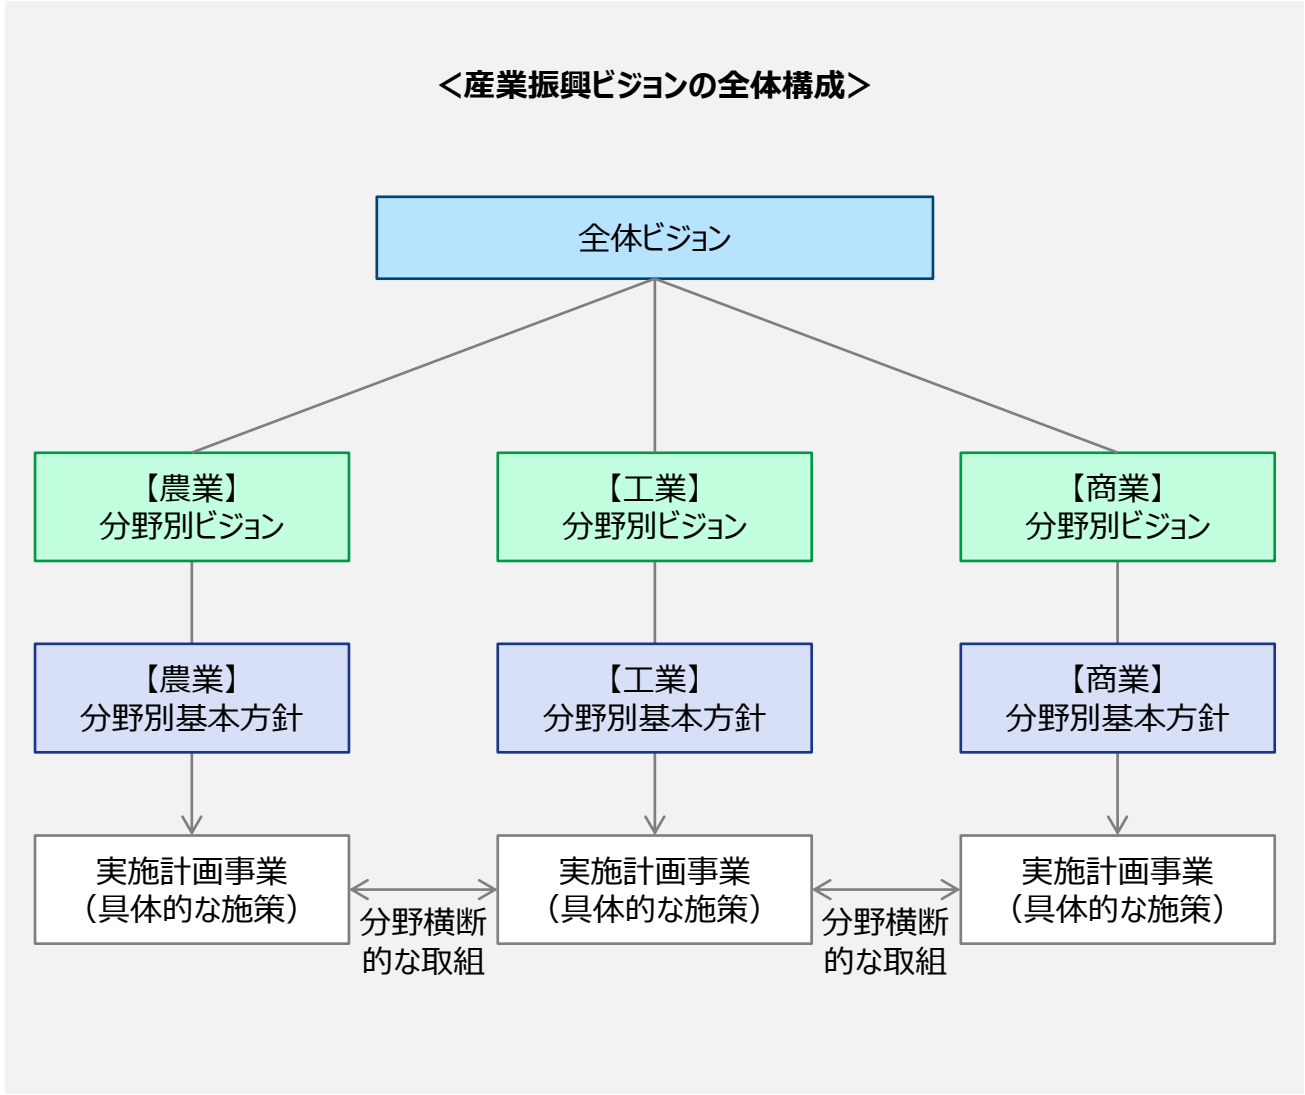 ＜産業振興ビジョンの全体構成＞
全体ビジョン
【農業】
分野別ビジョン
【工業】
分野別ビジョン
【商業】
分野別ビジョン
【農業】
分野別基本方針
【工業】
分野別基本方針
【商業】
分野別基本方針
実施計画事業
（具体的な施策）
実施計画事業
（具体的な施策）
実施計画事業
（具体的な施策）
分野横断
的な取組
分野横断
的な取組